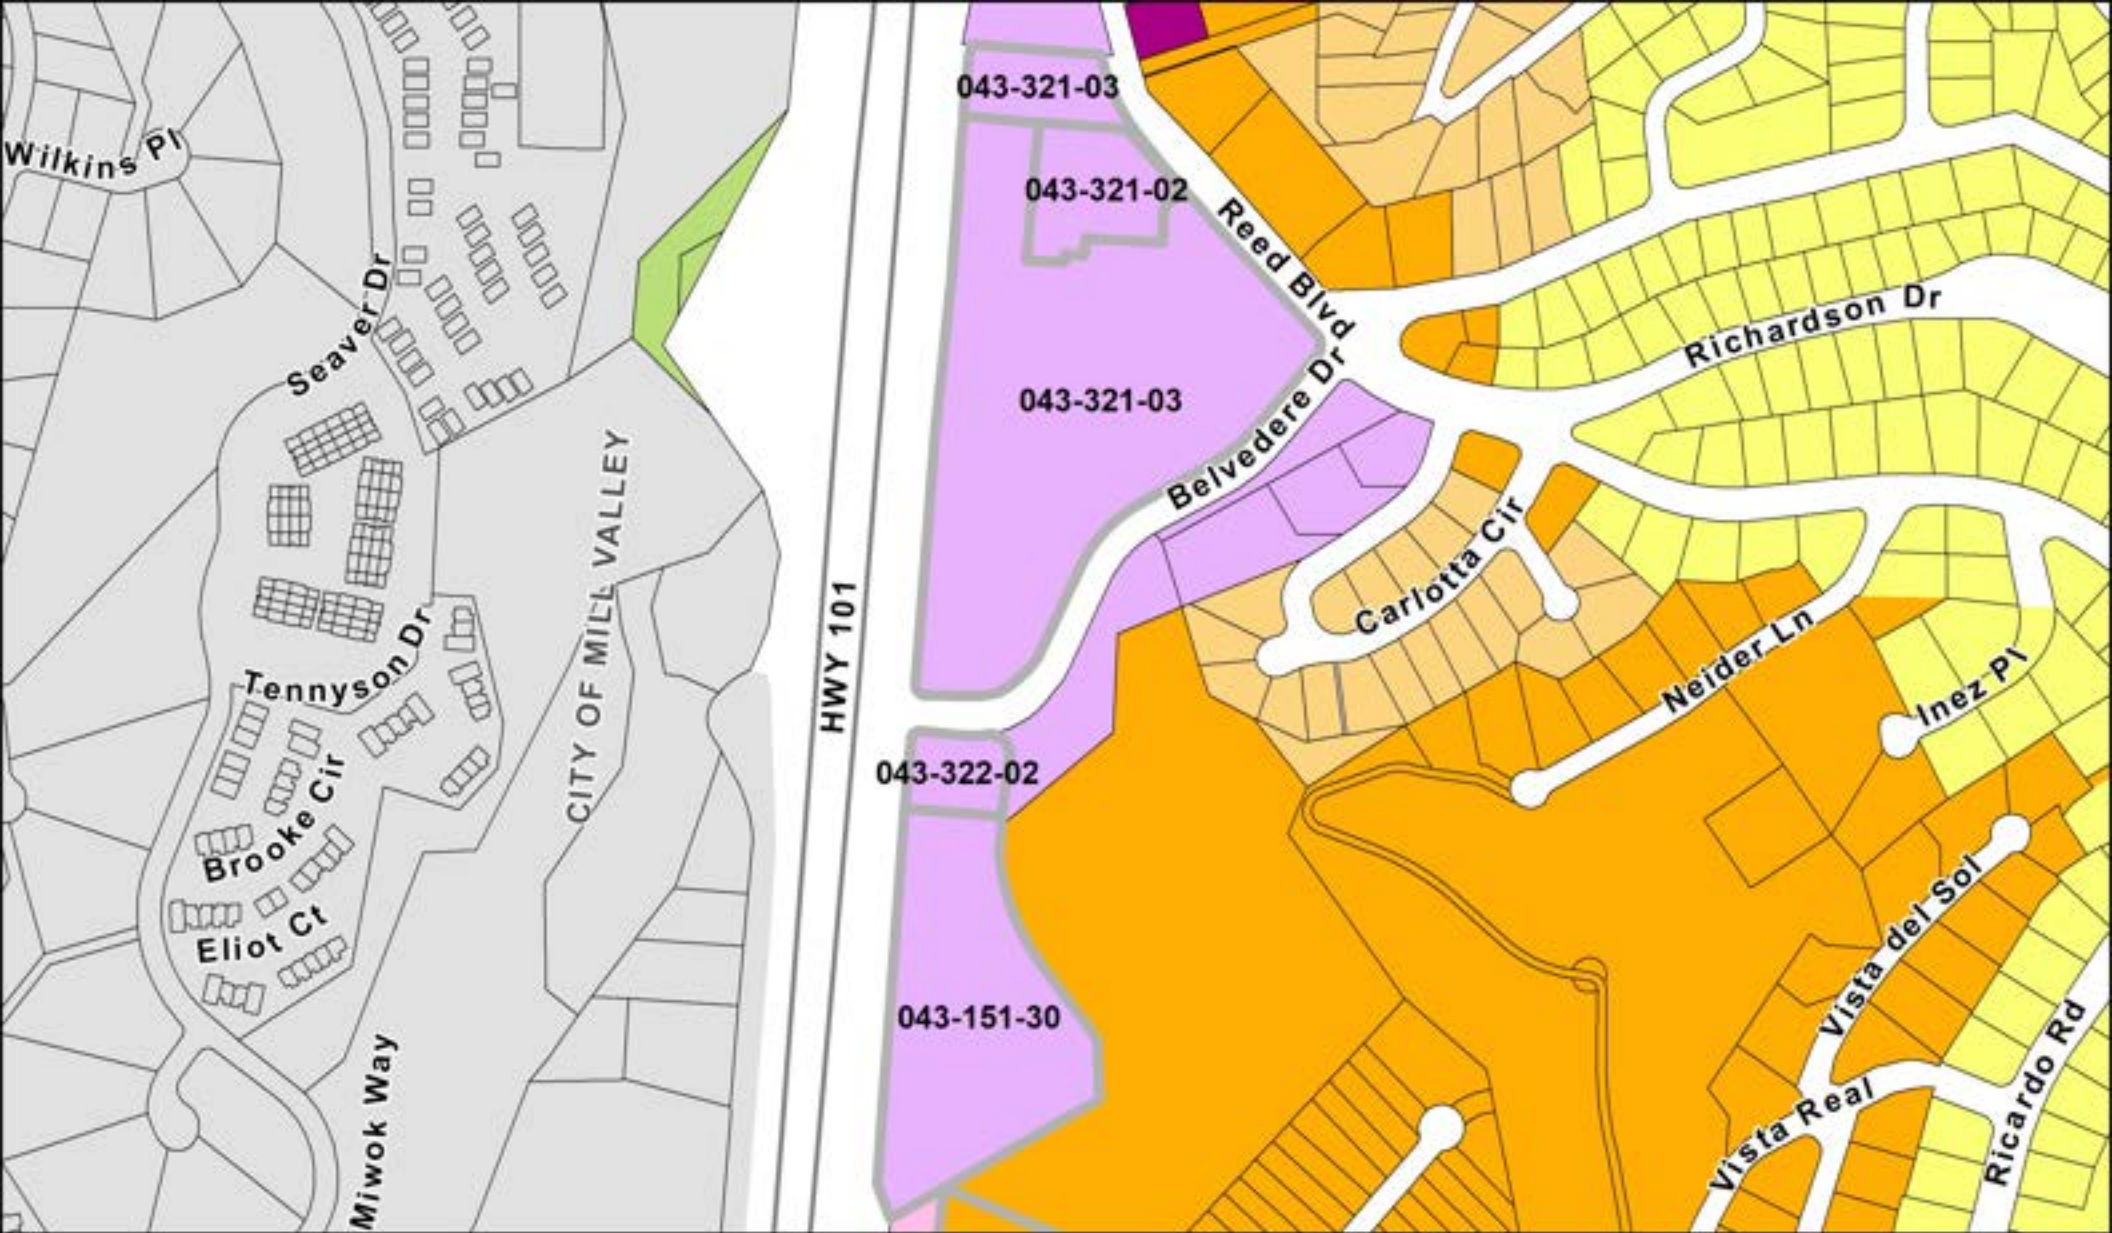 043-321-03
Wilkins Pl
043-321-02
Reed Blvd
Seaver Dr
Richardson Dr
043-321-03
Belvedere Dr
CITY OF MILL VALLEY
Carlotta Cir
HWY 101
Tennyson Dr
Neider Ln
Inez Pl
043-322-02
Brooke Cir
Eliot Ct
Vista del Sol
043-151-30
Vista Real
Ricardo Rd
Miwok Way